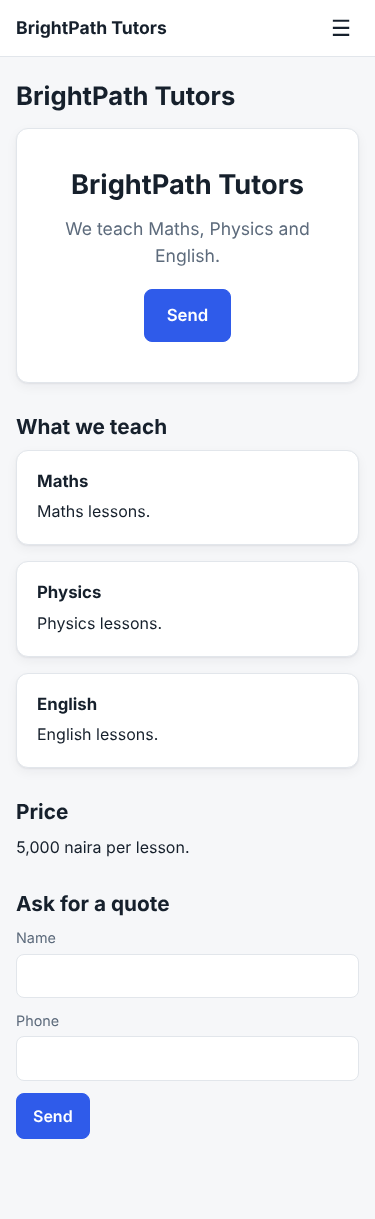 BrightPath Tutors ☰
BrightPath Tutors
BrightPath Tutors
We teach Maths, Physics and
English.
Send
What we teach
Maths
Maths lessons.
Physics
Physics lessons.
English
English lessons.
Price
5,000 naira per lesson.
Ask for a quote
Name
Phone
Send